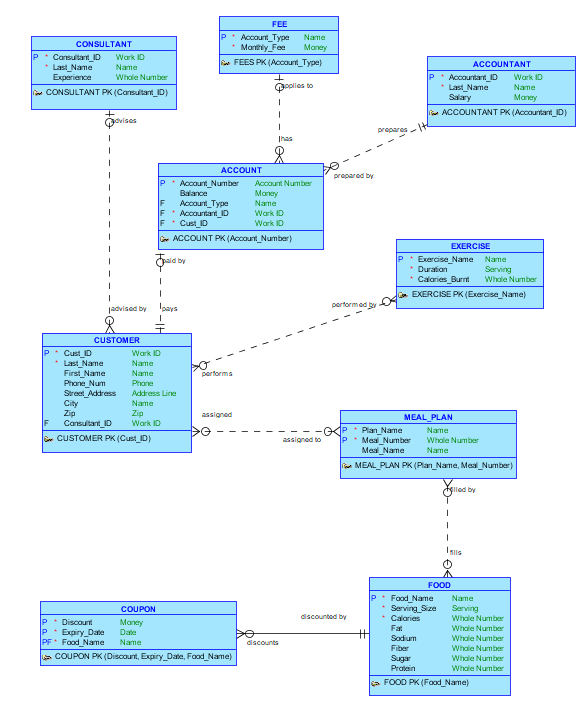 FEE
P * Account_Type Name
* Monthly_Fee Money
FEES PK (Account_Type)
CONSULTANT
P * Consultant_ID Work ID
* Last_Name Name
Experience Whole Number
CONSULTANT PK (Consultant_ID)
ACCOUNTANT
P * Accountant_ID Work ID
* Last_Name Name
Salary Money
ACCOUNTANT PK (Accountant_ID)
applies to
advises
prepares
has
prepared by
ACCOUNT
P * Account_Number Account Number
Balance Money
F * Account_Type Name
F * Accountant_ID Work ID
F * Cust_ID Work ID
ACCOUNT PK (Account_Number)
paid by
EXERCISE
P * Exercise_Name Name
* Duration Serving
* Calories_Burnt Whole Number
EXERCISE PK (Exercise_Name)
advised by
pays
performed by
CUSTOMER
P * Cust_ID Work ID
* Last_Name Name
First_Name Name
Phone_Num Phone
Street_Address Address Line
City Name
Zip Zip
F Consultant_ID Work ID
CUSTOMER PK (Cust_ID)
performs
assigned
assigned to
MEAL_PLAN
P * Plan_Name Name
P * Meal_Number Whole Number
Meal_Name Name
MEAL_PLAN PK (Plan_Name, Meal_Number)
filled by
fills
FOOD
P * Food_Name Name
* Serving_Size Serving
* Calories Whole Number
Fat Whole Number
Sodium Whole Number
Fiber Whole Number
Sugar Whole Number
Protein Whole Number
FOOD PK (Food_Name)
COUPON
P * Discount Money
P * Expiry_Date Date
PF * Food_Name Name
COUPON PK (Discount, Expiry_Date, Food_Name)
discounted by
discounts